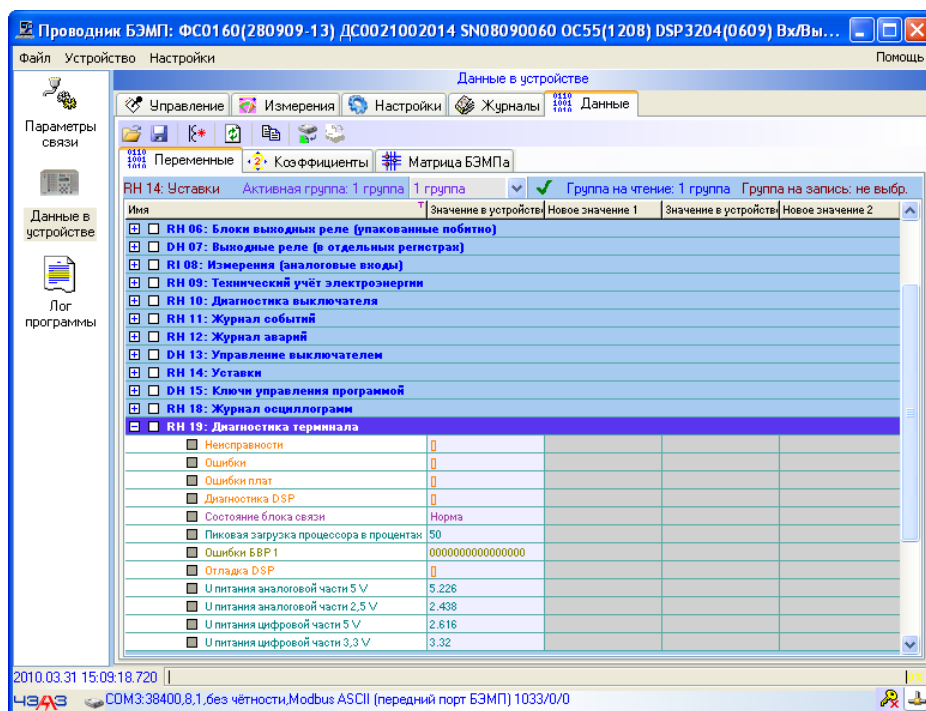 Проводник БЭМП: ФС0160(280909-13) ДС0021002014 SN08090060 ОС55(1208) DSP3204(0609) Вх/Вы...
Файл Устройство Настройки Помощь
Данные в устройстве
Управление Измерения Настройки Журналы Данные
Параметры связи
Данные в устройстве
Лог программы
Переменные Коэффициенты Матрица БЭМПа
RH 14: Уставки Активная группа: 1 группа 1 группа Группа на чтение: 1 группа Группа на запись: не выбр.
Имя Значение в устройств Новое значение 1 Значение в устройств Новое значение 2
RH 06: Блоки выходных реле (упакованные побитно)
DH 07: Выходные реле (в отдельных регистрах)
RI 08: Измерения (аналоговые входы)
RH 09: Технический учёт электроэнергии
RH 10: Диагностика выключателя
RH 11: Журнал событий
RH 12: Журнал аварий
DH 13: Управление выключателем
RH 14: Уставки
DH 15: Ключи управления программой
RH 18: Журнал осциллограмм
RH 19: Диагностика терминала
Неисправности []
Ошибки []
Ошибки плат []
Диагностика DSP []
Состояние блока связи Норма
Пиковая загрузка процессора в процентах 50
Ошибки БВР1 0000000000000000
Отладка DSP []
U питания аналоговой части 5 V 5.226
U питания аналоговой части 2,5 V 2.438
U питания цифровой части 5 V 2.616
U питания цифровой части 3,3 V 3.32
2010.03.31 15:09:18.720
ЧЭАЗ COM3:38400,8,1,без чётности,Modbus ASCII (передний порт БЭМП) 1033/0/0